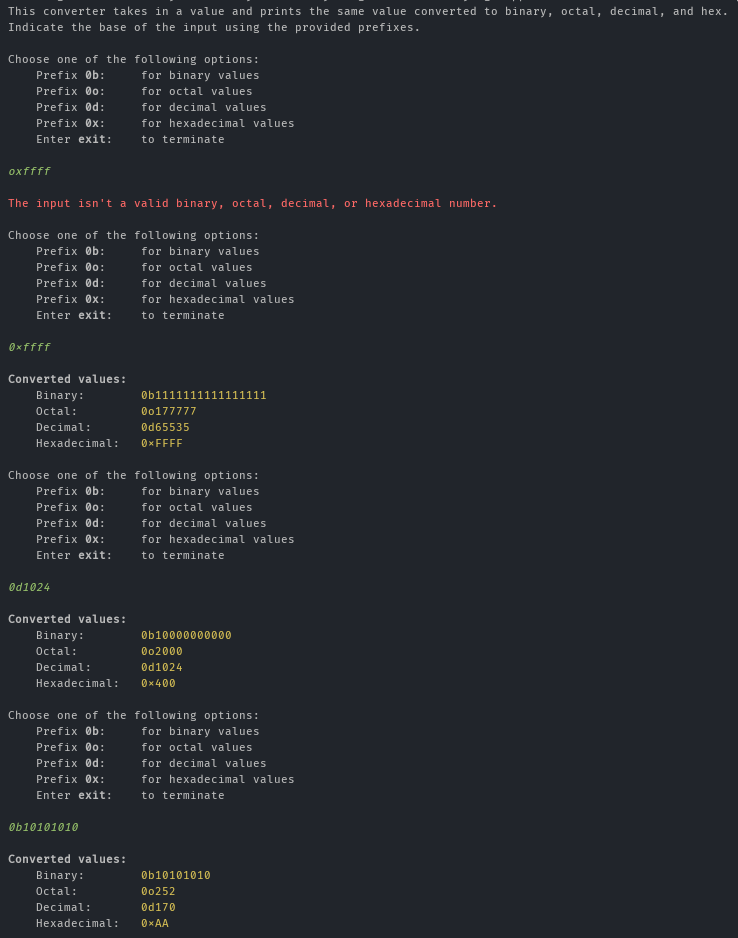 This converter takes in a value and prints the same value converted to binary, octal, decimal, and hex.
Indicate the base of the input using the provided prefixes.
Choose one of the following options:
Prefix 0b: for binary values
Prefix 0o: for octal values
Prefix 0d: for decimal values
Prefix 0x: for hexadecimal values
Enter exit: to terminate
oxffff
The input isn't a valid binary, octal, decimal, or hexadecimal number.
Choose one of the following options:
Prefix 0b: for binary values
Prefix 0o: for octal values
Prefix 0d: for decimal values
Prefix 0x: for hexadecimal values
Enter exit: to terminate
0×ffff
Converted values:
Binary: 0b1111111111111111
Octal: 0o177777
Decimal: 0d65535
Hexadecimal: 0×FFFF
Choose one of the following options:
Prefix 0b: for binary values
Prefix 0o: for octal values
Prefix 0d: for decimal values
Prefix 0x: for hexadecimal values
Enter exit: to terminate
0d1024
Converted values:
Binary: 0b10000000000
Octal: 0o2000
Decimal: 0d1024
Hexadecimal: 0×400
Choose one of the following options:
Prefix 0b: for binary values
Prefix 0o: for octal values
Prefix 0d: for decimal values
Prefix 0x: for hexadecimal values
Enter exit: to terminate
0b10101010
Converted values:
Binary: 0b10101010
Octal: 0o252
Decimal: 0d170
Hexadecimal: 0×AA